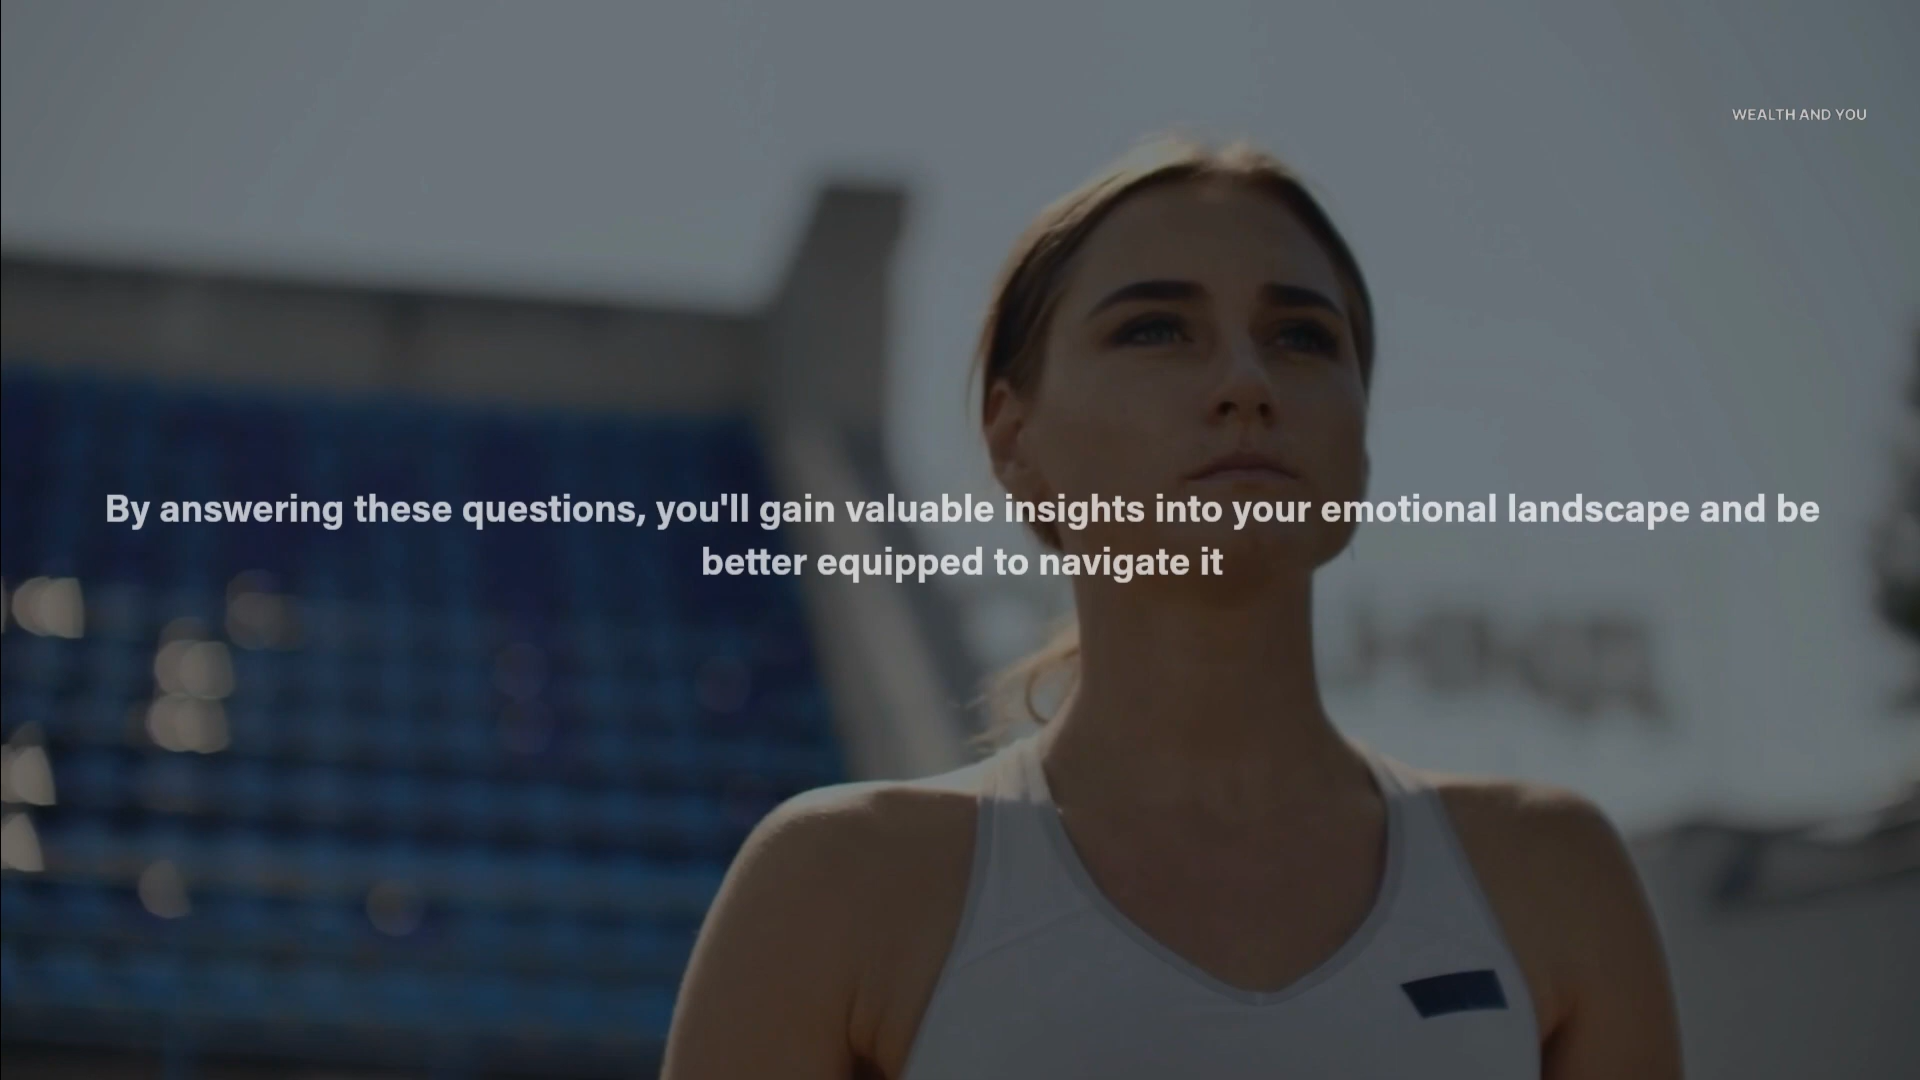 WEALTH AND YOU
By answering these questions, you'll gain valuable insights into your emotional landscape and be
better equipped to navigate it